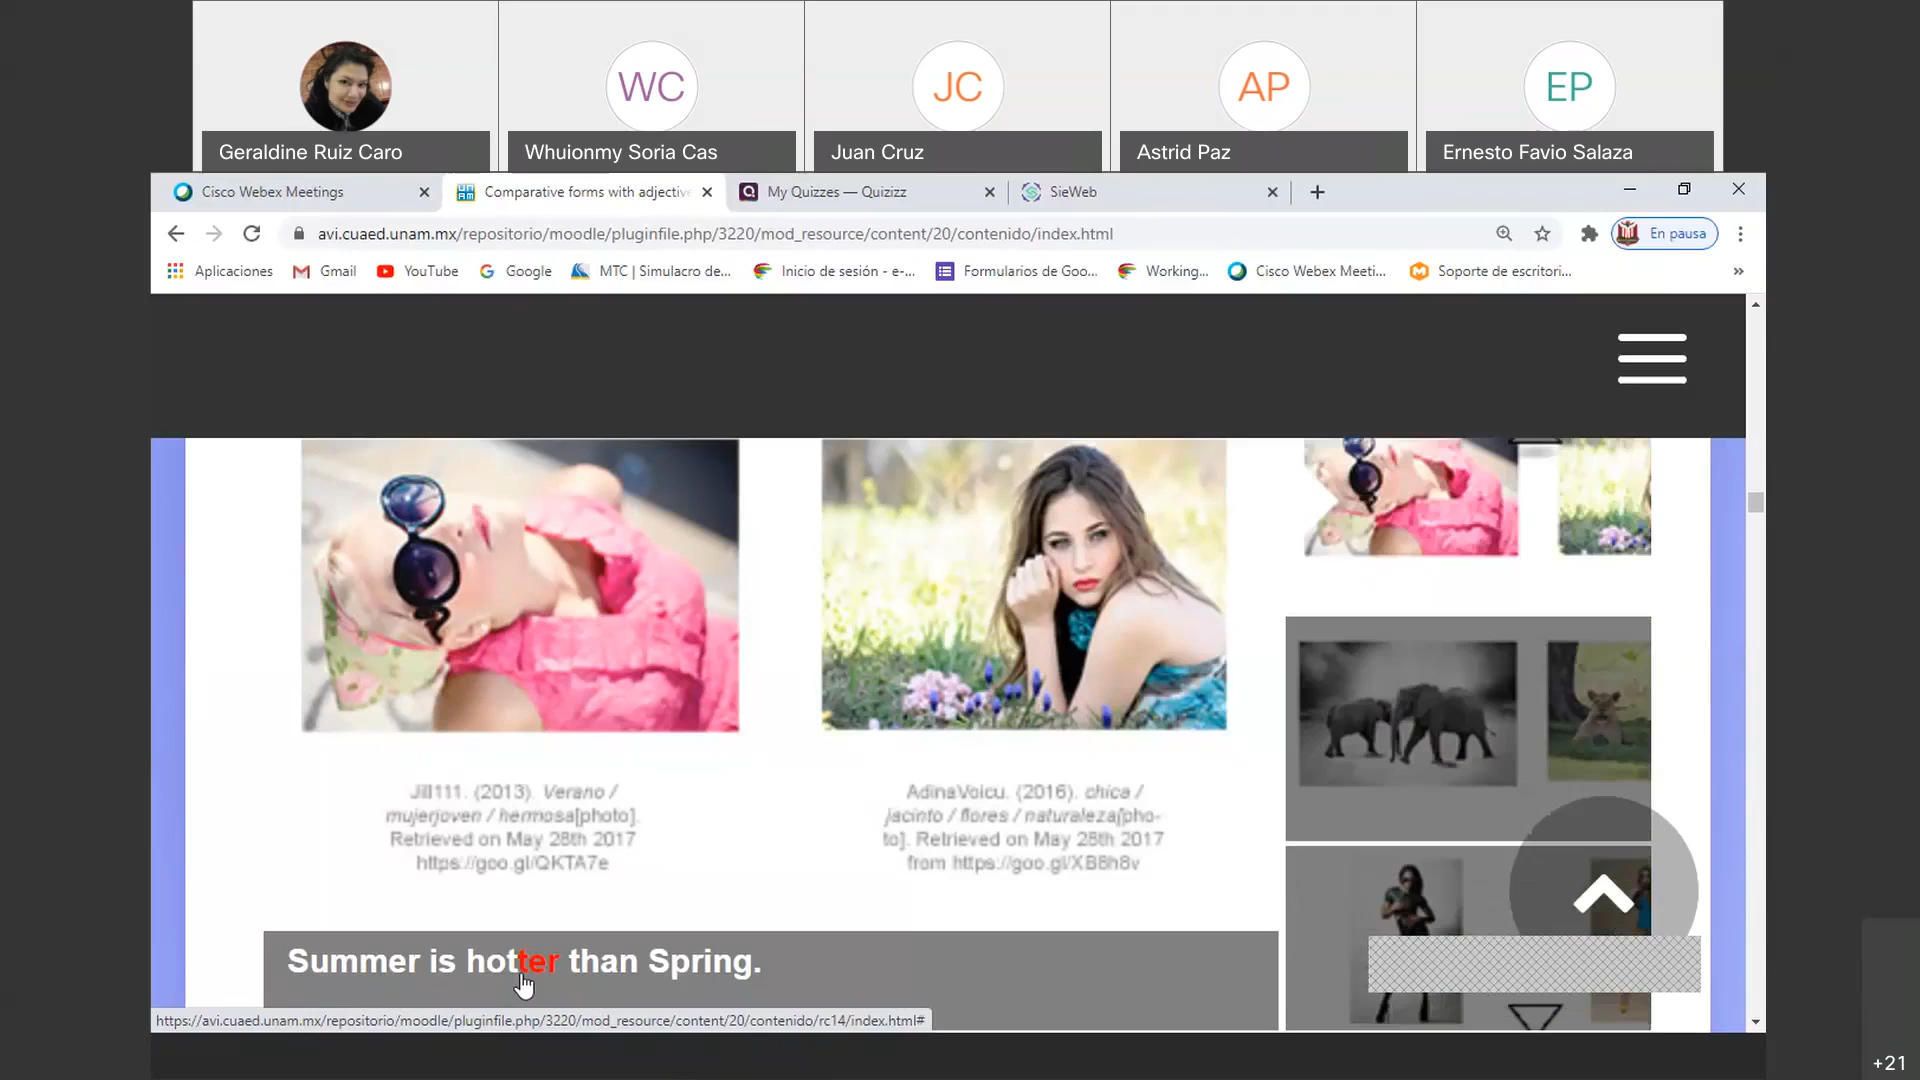 WC
JC
AP
EP
Geraldine Ruiz Caro
Whuionmy Soria Cas
Juan Cruz
Astrid Paz
Ernesto Favio Salaza
Cisco Webex Meetings
Comparative forms with adjective
My Quizzes — Quizizz
SieWeb
avi.cuaed.unam.mx/repositorio/moodle/pluginfile.php/3220/mod_resource/content/20/contenido/index.html
En pausa
Aplicaciones
Gmail
YouTube
Google
MTC | Simulacro de...
Inicio de sesión - e-...
Formularios de Goo...
Working...
Cisco Webex Meeti...
Soporte de escritori...
Jill111. (2013). Verano /
mujerjoven / hermosa[photo].
Retrieved on May 28th 2017
https://goo.gl/QKTA7e
AdinaVoicu. (2016). chica /
jacinto / flores / naturaleza[pho-
to]. Retrieved on May 28th 2017
from https://goo.gl/XB8h8v
Summer is hotter than Spring.
https://avi.cuaed.unam.mx/repositorio/moodle/pluginfile.php/3220/mod_resource/content/20/contenido/rc14/index.html#
+21